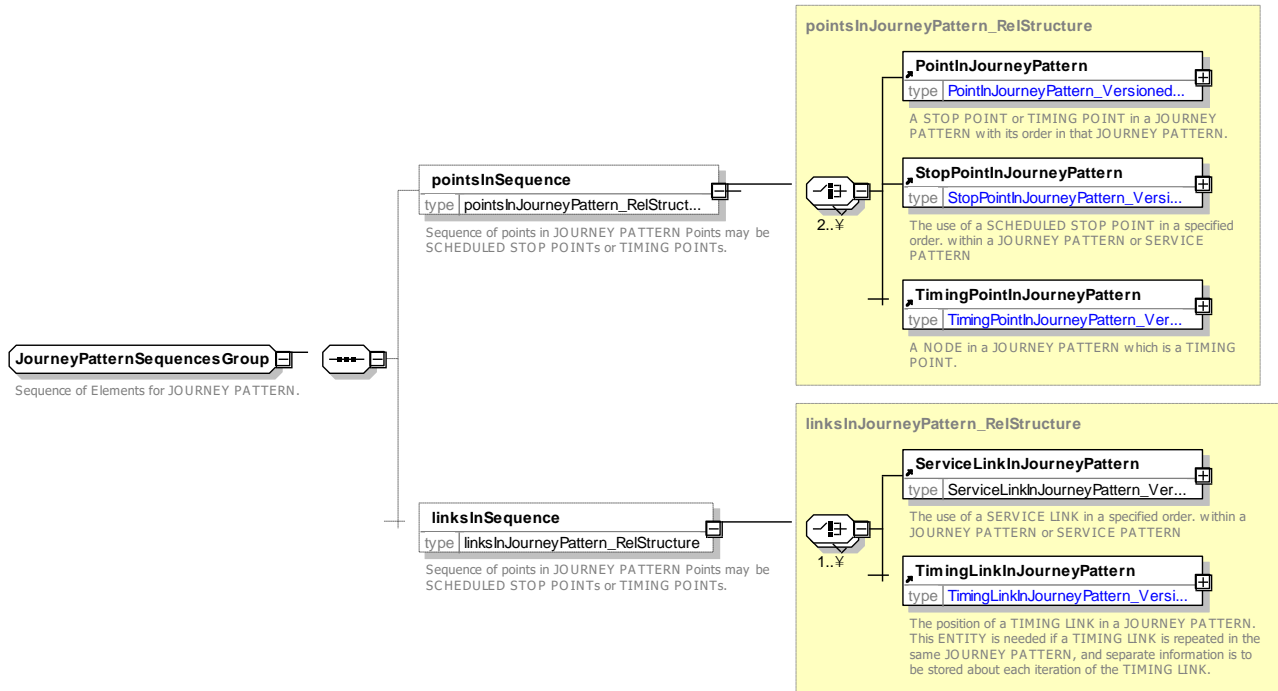 pointsInJourneyPattern_RelStructure
PointInJourneyPattern
type PointInJourneyPattern_Versioned...
A STOP POINT or TIMING POINT in a JOURNEY
PATTERN with its order in that JOURNEY PATTERN.
pointsInSequence
type pointsInJourneyPattern_RelStruct...
Sequence of points in JOURNEY PATTERN Points may be
SCHEDULED STOP POINTs or TIMING POINTs.
2..¥
StopPointInJourneyPattern
type StopPointInJourneyPattern_Versi...
The use of a SCHEDULED STOP POINT in a specified
order. within a JOURNEY PATTERN or SERVICE
PATTERN
TimingPointInJourneyPattern
type TimingPointInJourneyPattern_Ver...
A NODE in a JOURNEY PATTERN which is a TIMING
POINT.
JourneyPatternSequencesGroup
Sequence of Elements for JOURNEY PATTERN.
linksInJourneyPattern_RelStructure
ServiceLinkInJourneyPattern
type ServiceLinkInJourneyPattern_Ver...
The use of a SERVICE LINK in a specified order. within a
JOURNEY PATTERN or SERVICE PATTERN
linksInSequence
type linksInJourneyPattern_RelStructure
Sequence of points in JOURNEY PATTERN Points may be
SCHEDULED STOP POINTs or TIMING POINTs.
1..¥
TimingLinkInJourneyPattern
type TimingLinkInJourneyPattern_Versi...
The position of a TIMING LINK in a JOURNEY PATTERN.
This ENTITY is needed if a TIMING LINK is repeated in the
same JOURNEY PATTERN, and separate information is to
be stored about each iteration of the TIMING LINK.